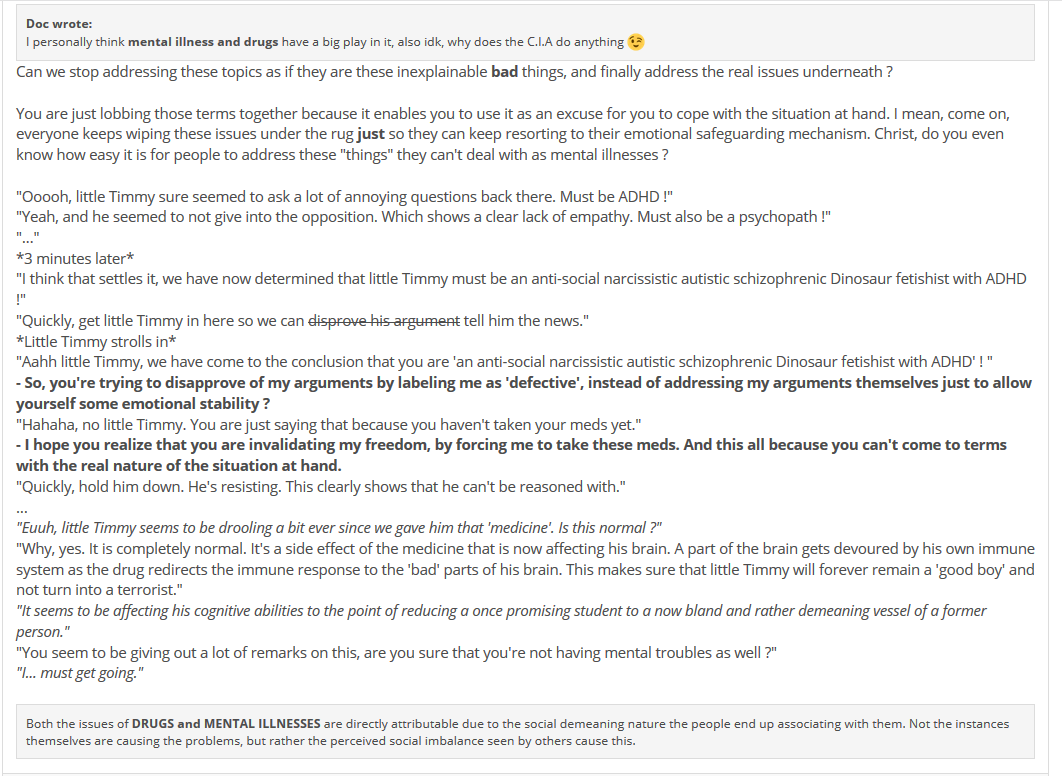 Doc wrote:
I personally think mental illness and drugs have a big play in it, also idk, why does the C.I.A do anything 😉
Can we stop addressing these topics as if they are these inexplainable bad things, and finally address the real issues underneath ?
You are just lobbing those terms together because it enables you to use it as an excuse for you to cope with the situation at hand. I mean, come on,
everyone keeps wiping these issues under the rug just so they can keep resorting to their emotional safeguarding mechanism. Christ, do you even
know how easy it is for people to address these "things" they can't deal with as mental illnesses ?
"Ooooh, little Timmy sure seemed to ask a lot of annoying questions back there. Must be ADHD !"
"Yeah, and he seemed to not give into the opposition. Which shows a clear lack of empathy. Must also be a psychopath !"
"..."
*3 minutes later*
"I think that settles it, we have now determined that little Timmy must be an anti-social narcissistic autistic schizophrenic Dinosaur fetishist with ADHD
!"
"Quickly, get little Timmy in here so we can disprove his argument tell him the news."
*Little Timmy strolls in*
"Aahh little Timmy, we have come to the conclusion that you are 'an anti-social narcissistic autistic schizophrenic Dinosaur fetishist with ADHD' ! "
- So, you're trying to disapprove of my arguments by labeling me as 'defective', instead of addressing my arguments themselves just to allow
yourself some emotional stability ?
"Hahaha, no little Timmy. You are just saying that because you haven't taken your meds yet."
- I hope you realize that you are invalidating my freedom, by forcing me to take these meds. And this all because you can't come to terms
with the real nature of the situation at hand.
"Quickly, hold him down. He's resisting. This clearly shows that he can't be reasoned with."
...
"Euuh, little Timmy seems to be drooling a bit ever since we gave him that 'medicine'. Is this normal ?"
"Why, yes. It is completely normal. It's a side effect of the medicine that is now affecting his brain. A part of the brain gets devoured by his own immune
system as the drug redirects the immune response to the 'bad' parts of his brain. This makes sure that little Timmy will forever remain a 'good boy' and
not turn into a terrorist."
"It seems to be affecting his cognitive abilities to the point of reducing a once promising student to a now bland and rather demeaning vessel of a former
person."
"You seem to be giving out a lot of remarks on this, are you sure that you're not having mental troubles as well ?"
"I... must get going."
Both the issues of DRUGS and MENTAL ILLNESSES are directly attributable due to the social demeaning nature the people end up associating with them. Not the instances
themselves are causing the problems, but rather the perceived social imbalance seen by others cause this.